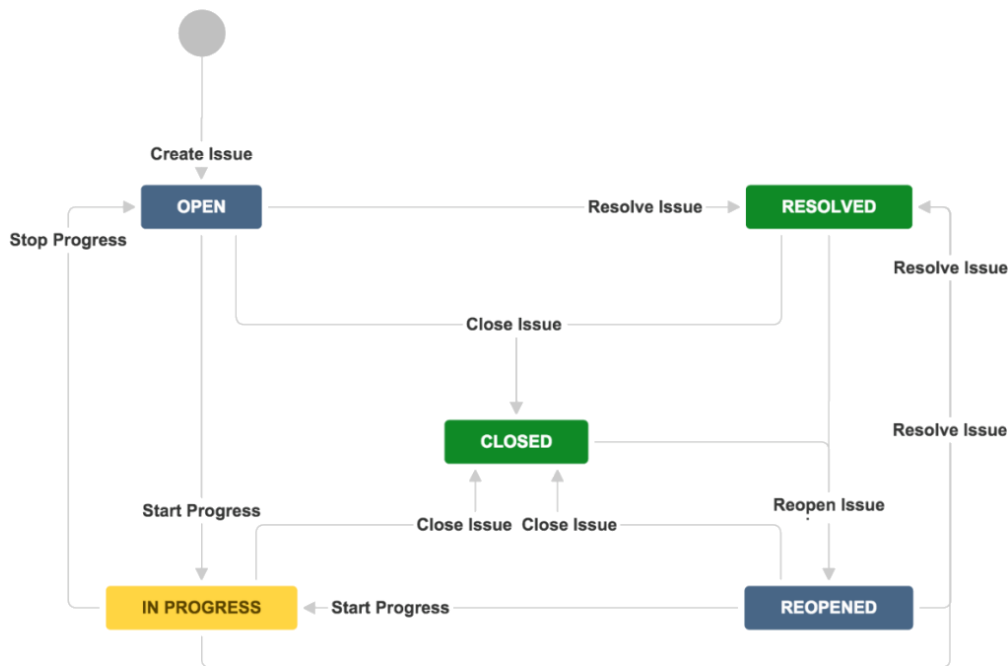 Create Issue
OPEN
Resolve Issue
RESOLVED
Stop Progress
Resolve Issue
Close Issue
CLOSED
Resolve Issue
Start Progress
Close Issue
Close Issue
Reopen Issue
IN PROGRESS
Start Progress
REOPENED